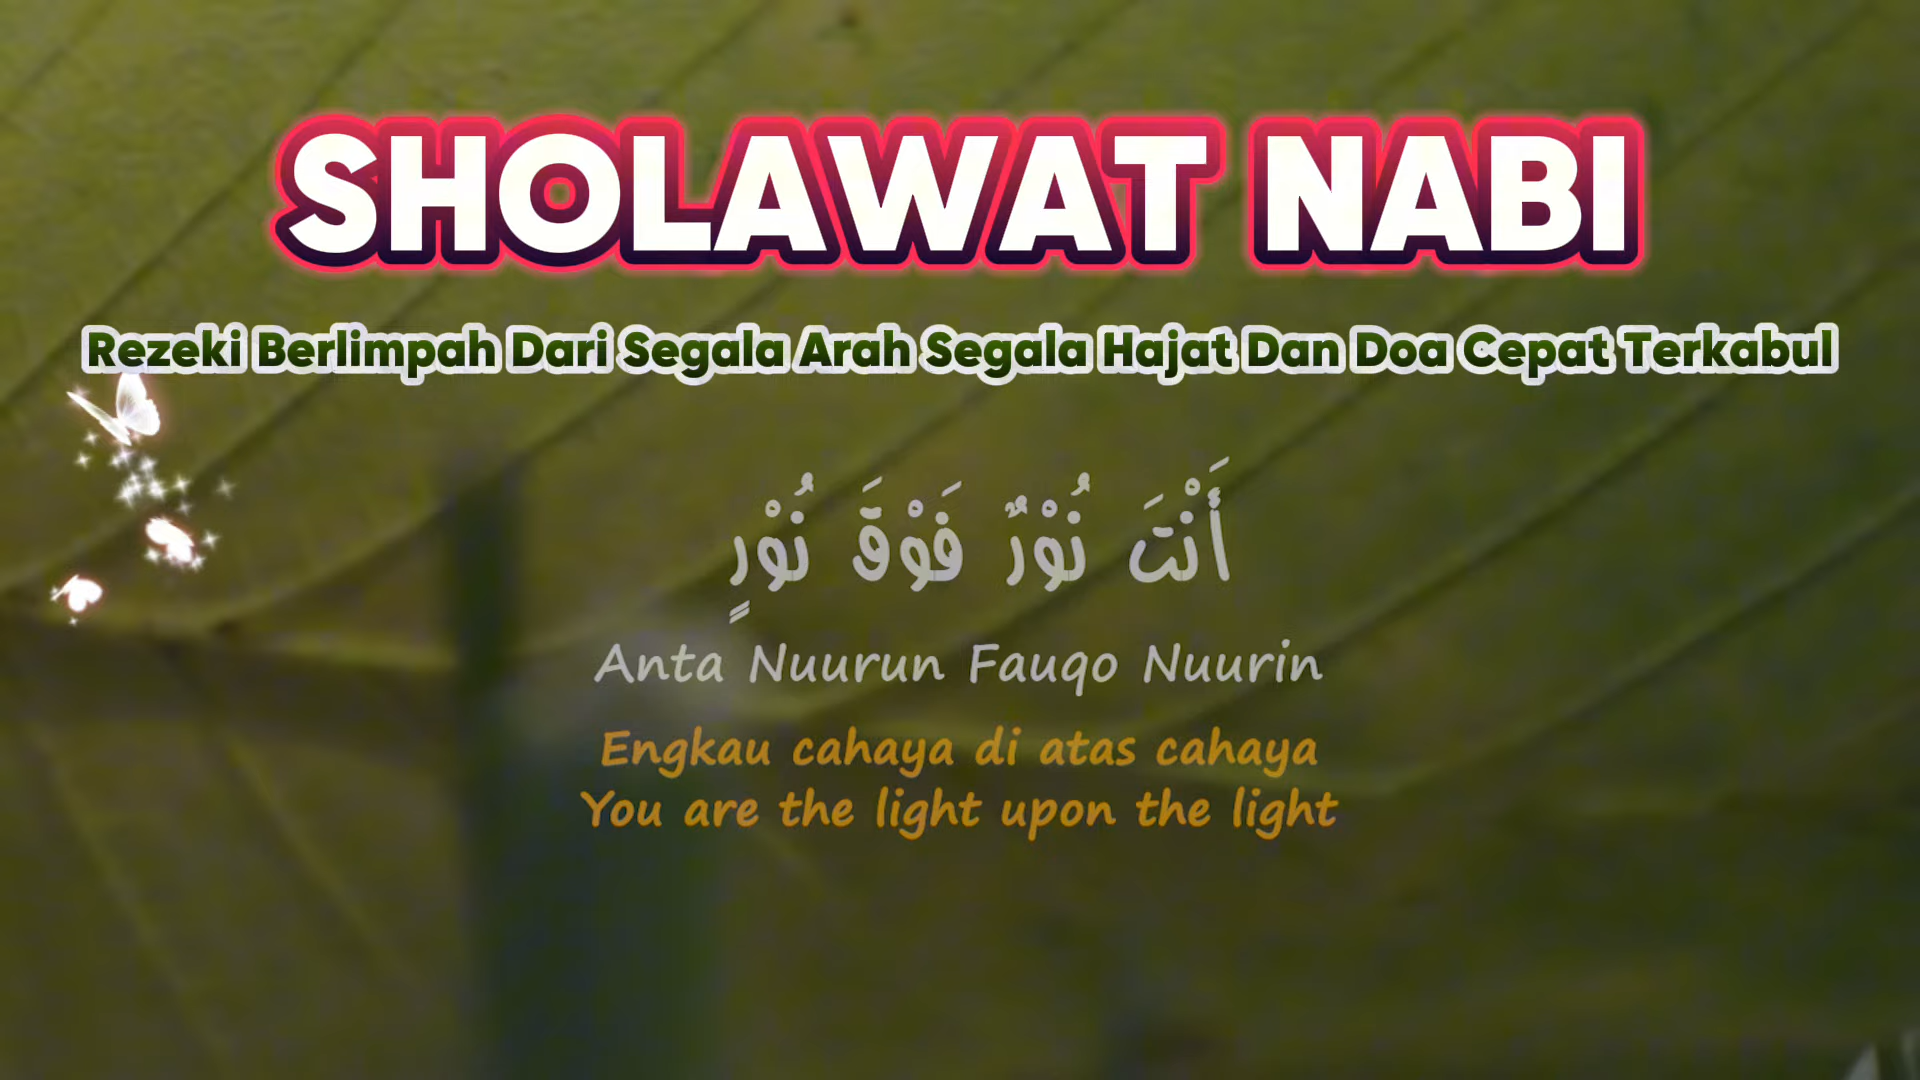 SHOLAWAT NABI
Rezeki Berlimpah Dari Segala Arah Segala Hajat Dan Doa Cepat Terkabul
أَنْتَ نُوْرٌ فَوْقَ نُوْرٍ
Anta Nuurun Fauqo Nuurin
Engkau cahaya di atas cahaya
You are the light upon the light